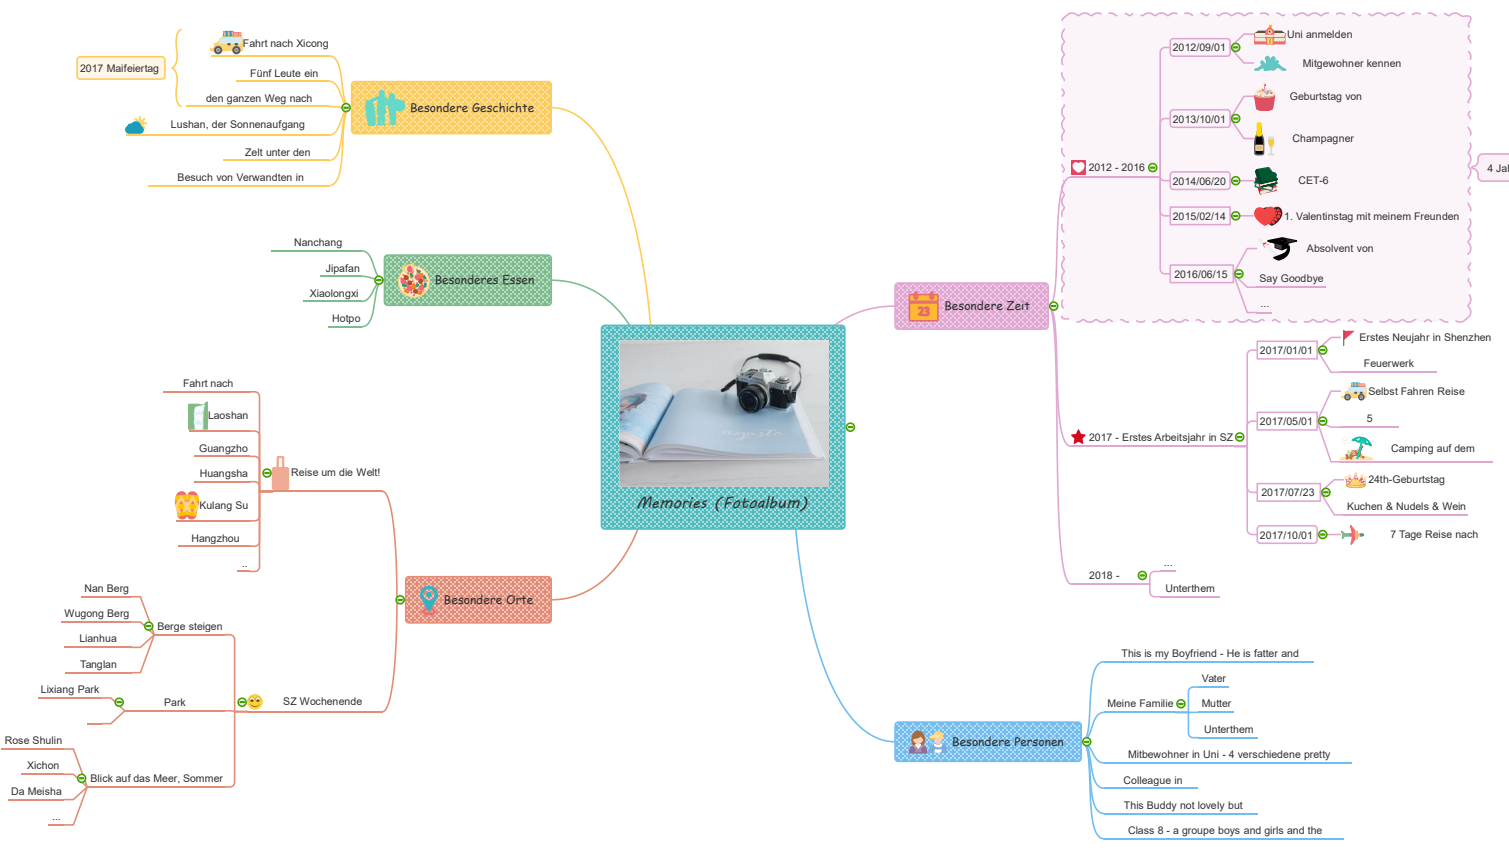 Memories (Fotoalbum)
augusta
Besondere Geschichte
Fahrt nach Xicong
Fünf Leute ein
den ganzen Weg nach
2017 Maifeiertag
Lushan, der Sonnenaufgang
Zelt unter den
Besuch von Verwandten in
Besonderes Essen
Nanchang
Jipafan
Xiaolongxi
Hotpo
Besondere Orte
Reise um die Welt!
Fahrt nach
Laoshan
Guangzho
Huangsha
Kulang Su
Hangzhou
..
SZ Wochenende
Berge steigen
Nan Berg
Wugong Berg
Lianhua
Tanglan
Park
Lixiang Park
Blick auf das Meer, Sommer
Rose Shulin
Xichon
Da Meisha
...
Besondere Zeit
23
2012 - 2016
2012/09/01
Uni anmelden
Mitgewohner kennen
2013/10/01
Geburtstag von
Champagner
2014/06/20
CET-6
2015/02/14
1. Valentinstag mit meinem Freunden
2016/06/15
Absolvent von
Say Goodbye
...
4 Jal
2017 - Erstes Arbeitsjahr in SZ
2017/01/01
Erstes Neujahr in Shenzhen
Feuerwerk
2017/05/01
Selbst Fahren Reise
5
Camping auf dem
2017/07/23
24th-Geburtstag
Kuchen & Nudels & Wein
2017/10/01
7 Tage Reise nach
2018 -
...
Unterthem
Besondere Personen
This is my Boyfriend - He is fatter and
Meine Familie
Vater
Mutter
Unterthem
Mitbewohner in Uni - 4 verschiedene pretty
Colleague in
This Buddy not lovely but
Class 8 - a groupe boys and girls and the